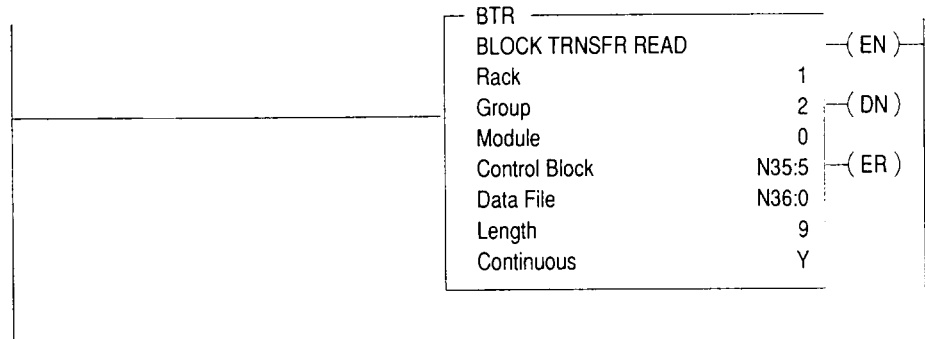 BTR
BLOCK TRNSFR READ (EN)
Rack 1
Group 2 (DN)
Module 0
Control Block N35:5 (ER)
Data File N36:0
Length 9
Continuous Y